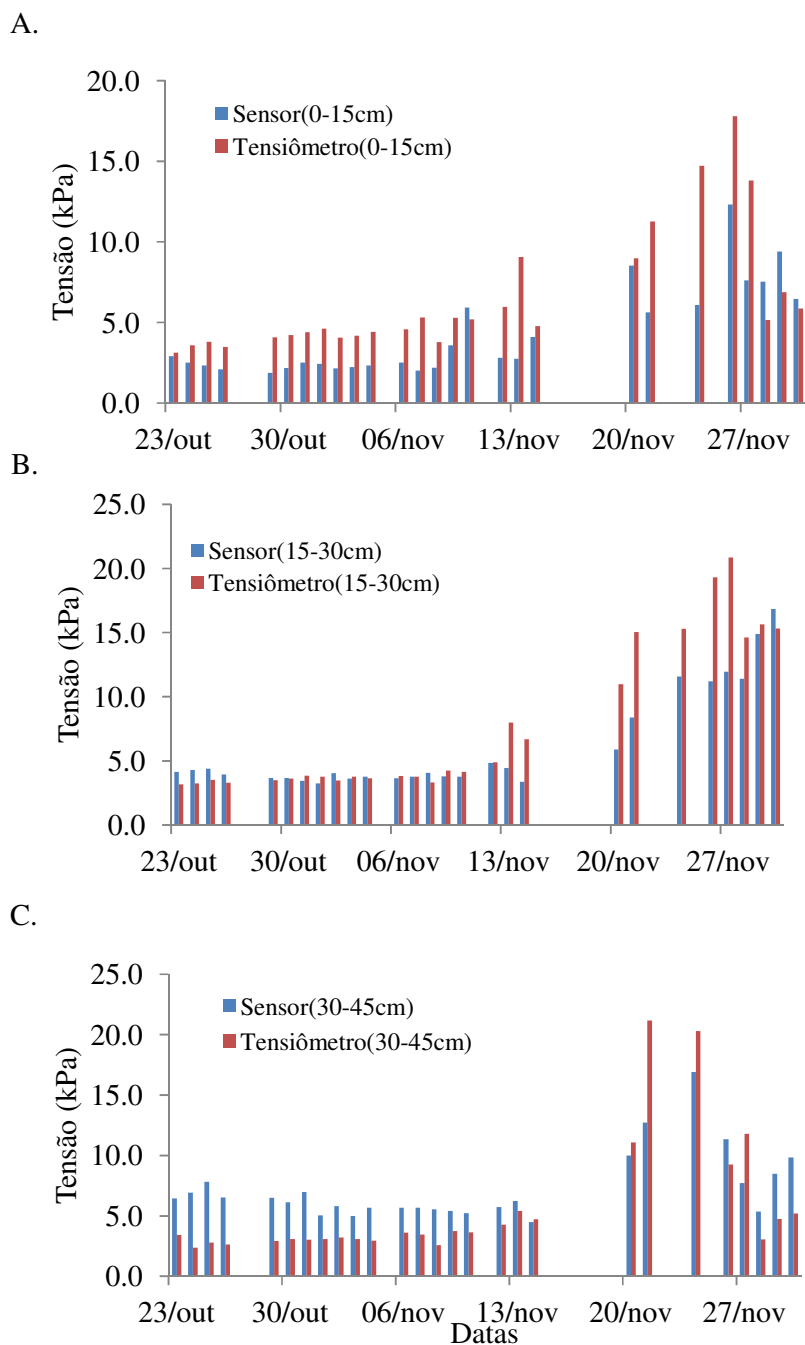 A.
20.0
15.0
10.0
5.0
0.0
Tensão (kPa)
Sensor(0-15cm)
Tensiômetro(0-15cm)
23/out 30/out 06/nov 13/nov 20/nov 27/nov
B.
25.0
20.0
15.0
10.0
5.0
0.0
Tensão (kPa)
Sensor(15-30cm)
Tensiômetro(15-30cm)
23/out 30/out 06/nov 13/nov 20/nov 27/nov
C.
25.0
20.0
15.0
10.0
5.0
0.0
Tensão (kPa)
Sensor(30-45cm)
Tensiômetro(30-45cm)
23/out 30/out 06/nov 13/nov 20/nov 27/nov
Datas